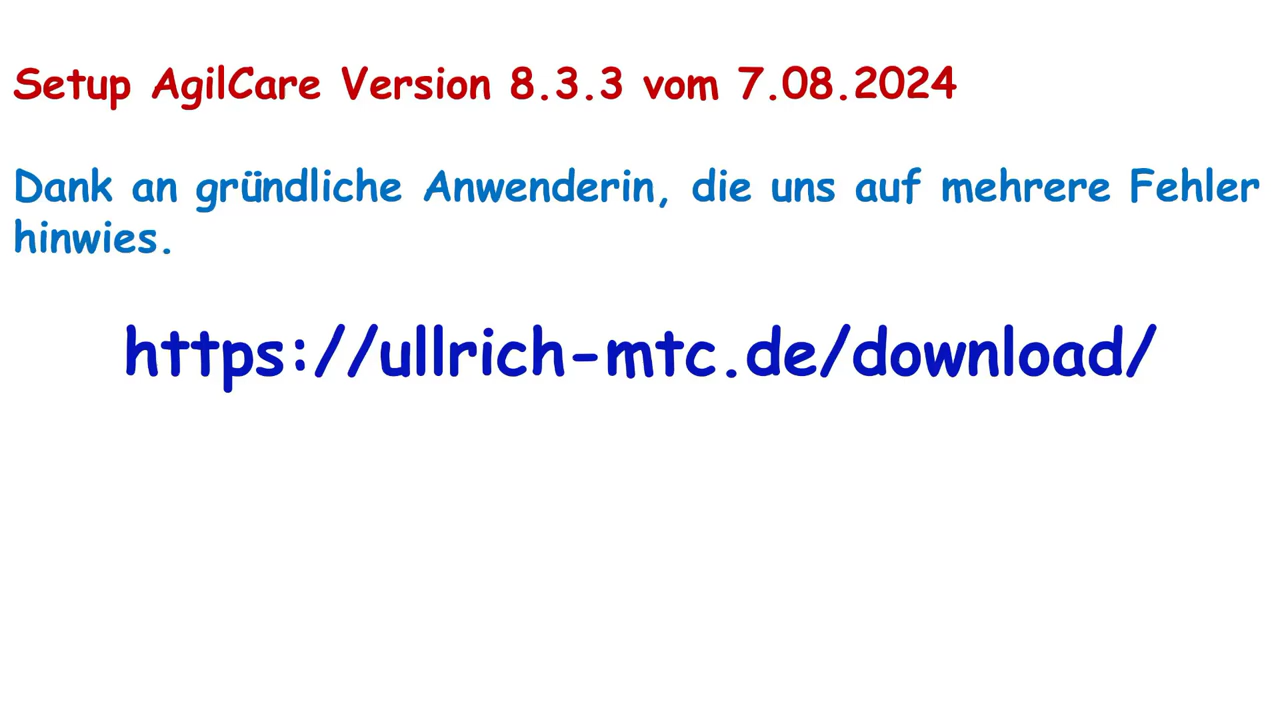 Setup AgilCare Version 8.3.3 vom 7.08.2024
Dank an gründliche Anwenderin, die uns auf mehrere Fehler
hinwies.
https://ullrich-mtc.de/download/